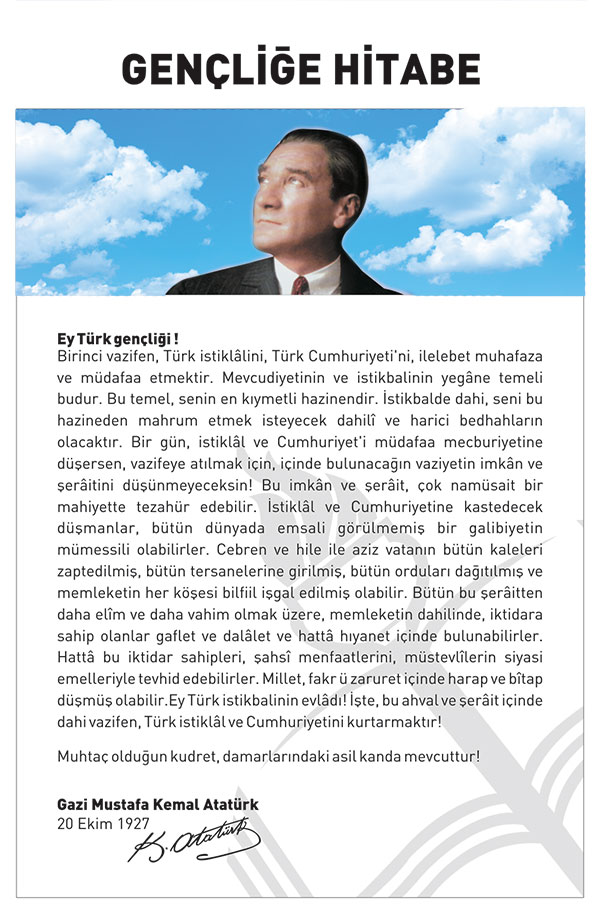 GENÇLİĞE HİTABE
Ey Türk gençliği !
Birinci vazifen, Türk istiklâlini, Türk Cumhuriyeti'ni, ilelebet muhafaza
ve müdafaa etmektir. Mevcudiyetinin ve istikbalinin yegâne temeli
budur. Bu temel, senin en kıymetli hazinendir. İstikbalde dahi, seni bu
hazineden mahrum etmek isteyecek dahilî ve harici bedhahların
olacaktır. Bir gün, istiklâl ve Cumhuriyet'i müdafaa mecburiyetine
düşersen, vazifeye atılmak için, içinde bulunacağın vaziyetin imkân ve
şerâitini düşünmeyeceksin! Bu imkân ve şerâit, çok namüsait bir
mahiyette tezahür edebilir. İstiklâl ve Cumhuriyetine kastedecek
düşmanlar, bütün dünyada emsali görülmemiş bir galibiyetin
mümessili olabilirler. Cebren ve hile ile aziz vatanın bütün kaleleri
zaptedilmiş, bütün tersanelerine girilmiş, bütün orduları dağıtılmış ve
memleketin her köşesi bilfiil işgal edilmiş olabilir. Bütün bu şerâitten
daha elîm ve daha vahim olmak üzere, memleketin dahilinde, iktidara
sahip olanlar gaflet ve dalâlet ve hattâ hıyanet içinde bulunabilirler.
Hattâ bu iktidar sahipleri, şahsî menfaatlerini, müstevlîlerin siyasi
emelleriyle tevhid edebilirler. Millet, fakr ü zaruret içinde harap ve bîtap
düşmüş olabilir.Ey Türk istikbalinin evlâdı! İşte, bu ahval ve şerâit içinde
dahi vazifen, Türk istiklâl ve Cumhuriyetini kurtarmaktır!
Muhtaç olduğun kudret, damarlarındaki asil kanda mevcuttur!
Gazi Mustafa Kemal Atatürk
20 Ekim 1927
K. Atatürk